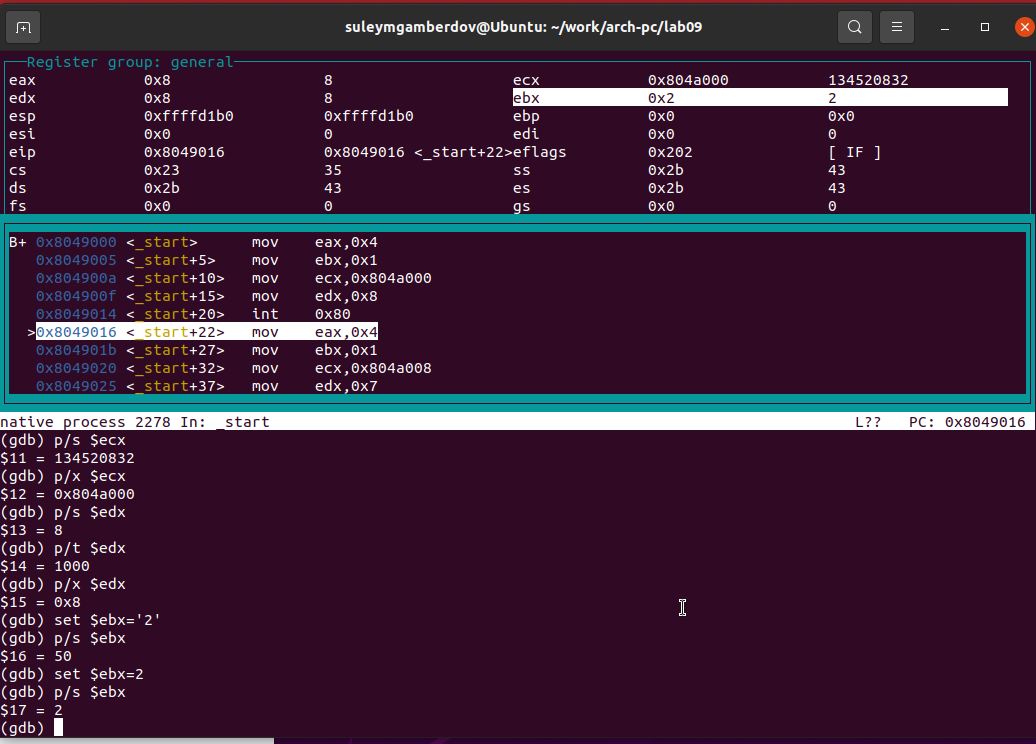 suleymgamberdov@Ubuntu: ~/work/arch-pc/lab09
Register group: general
eax 0x8 8 ecx 0x804a000 134520832
edx 0x8 8 ebx 0x2 2
esp 0xffffd1b0 0xffffd1b0 ebp 0x0 0x0
esi 0x0 0 edi 0x0 0
eip 0x8049016 0x8049016 <_start+22>eflags 0x202 [ IF ]
cs 0x23 35 ss 0x2b 43
ds 0x2b 43 es 0x2b 43
fs 0x0 0 gs 0x0 0
B+ 0x8049000 <_start> mov eax,0x4
0x8049005 <_start+5> mov ebx,0x1
0x804900a <_start+10> mov ecx,0x804a000
0x804900f <_start+15> mov edx,0x8
0x8049014 <_start+20> int 0x80
>0x8049016 <_start+22> mov eax,0x4
0x804901b <_start+27> mov ebx,0x1
0x8049020 <_start+32> mov ecx,0x804a008
0x8049025 <_start+37> mov edx,0x7
native process 2278 In: _start L?? PC: 0x8049016
(gdb) p/s $ecx
$11 = 134520832
(gdb) p/x $ecx
$12 = 0x804a000
(gdb) p/s $edx
$13 = 8
(gdb) p/t $edx
$14 = 1000
(gdb) p/x $edx
$15 = 0x8
(gdb) set $ebx='2'
(gdb) p/s $ebx
$16 = 50
(gdb) set $ebx=2
(gdb) p/s $ebx
$17 = 2
(gdb)